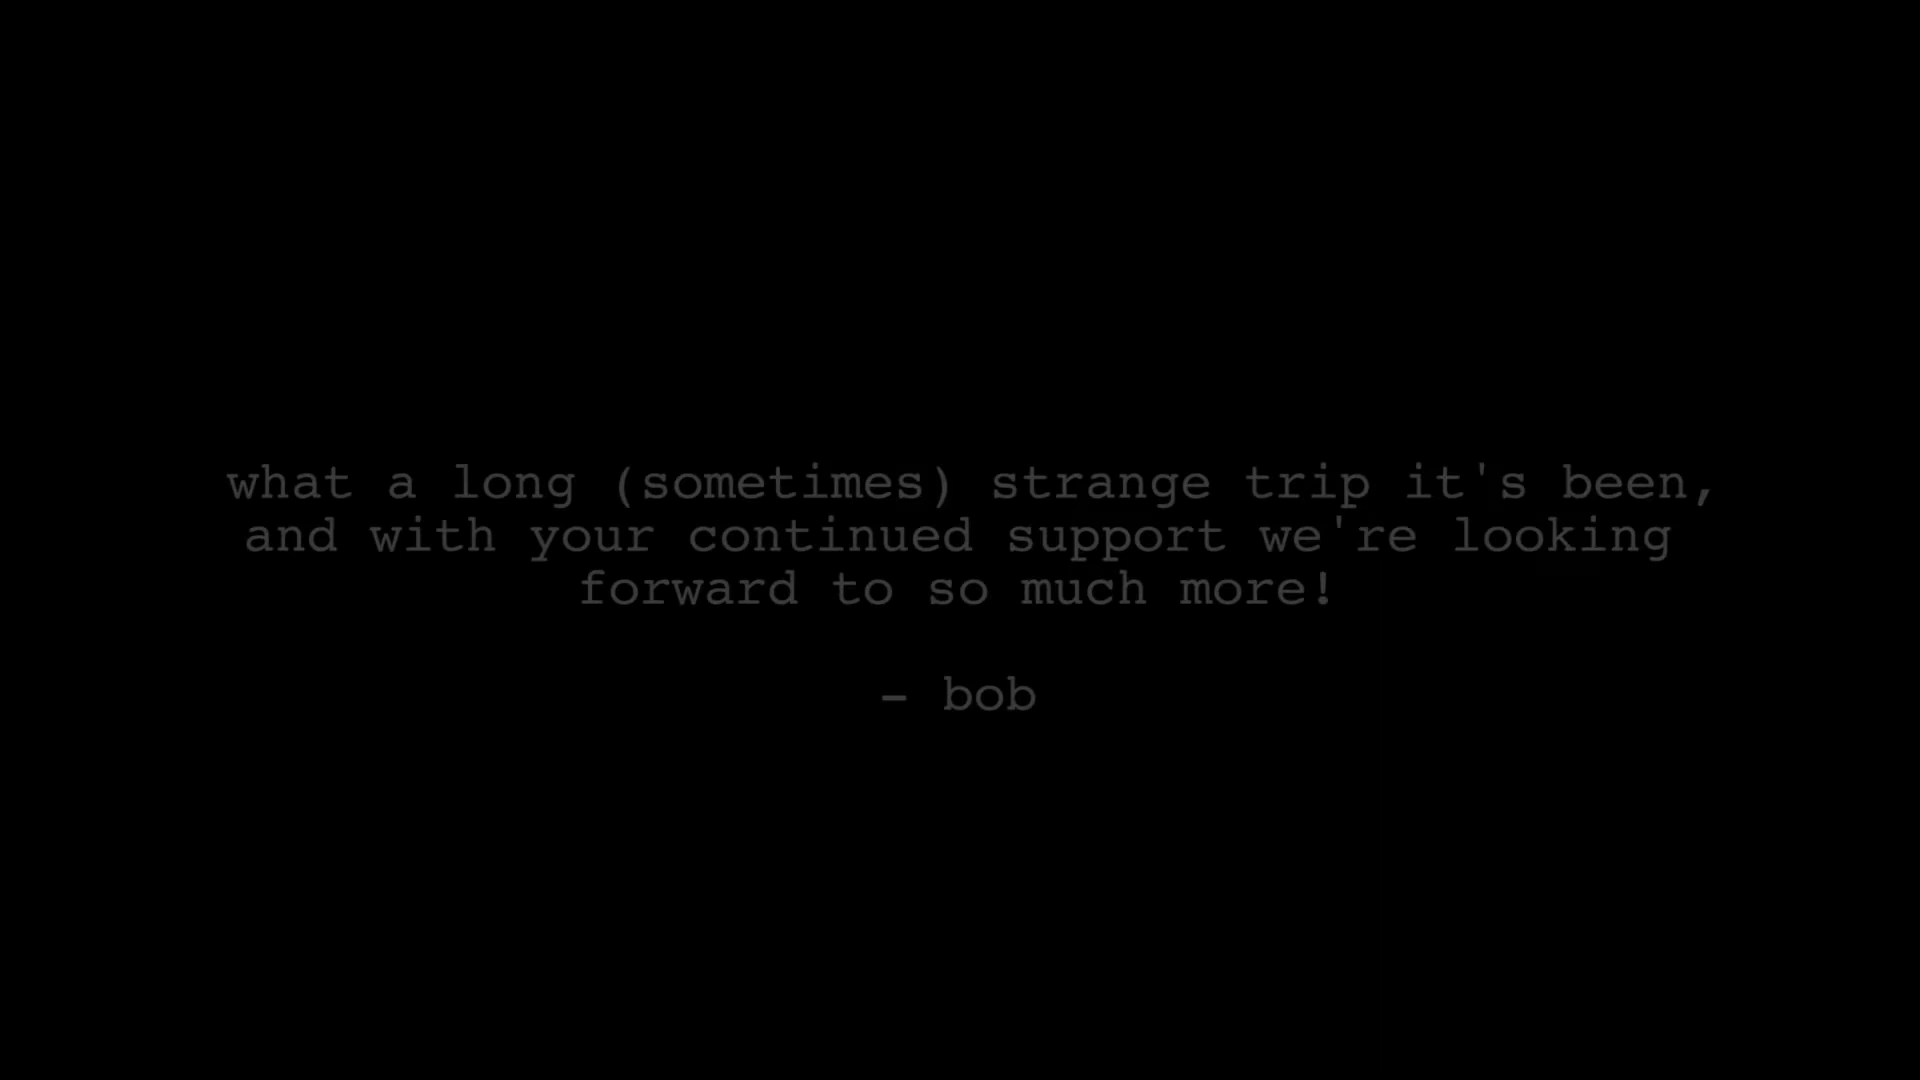 what a long (sometimes) strange trip it's been,
and with your continued support we're looking
forward to so much more!
- bob